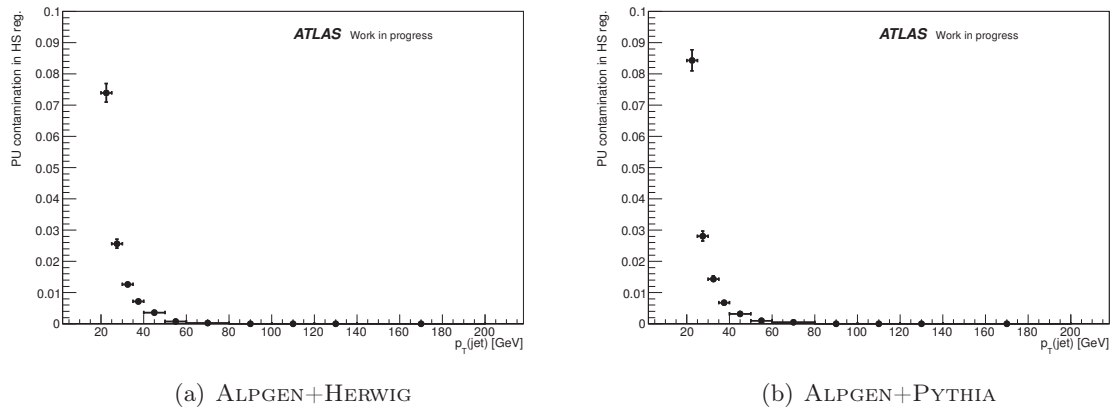 PU contamination in HS reg.
0.1
0.09
0.08
0.07
0.06
0.05
0.04
0.03
0.02
0.01
0
ATLAS Work in progress
20 40 60 80 100 120 140 160 180 200
p_T(jet) [GeV]
(a) ALPGEN+HERWIG
PU contamination in HS reg.
0.1
0.09
0.08
0.07
0.06
0.05
0.04
0.03
0.02
0.01
0
ATLAS Work in progress
20 40 60 80 100 120 140 160 180 200
p_T(jet) [GeV]
(b) ALPGEN+PYTHIA